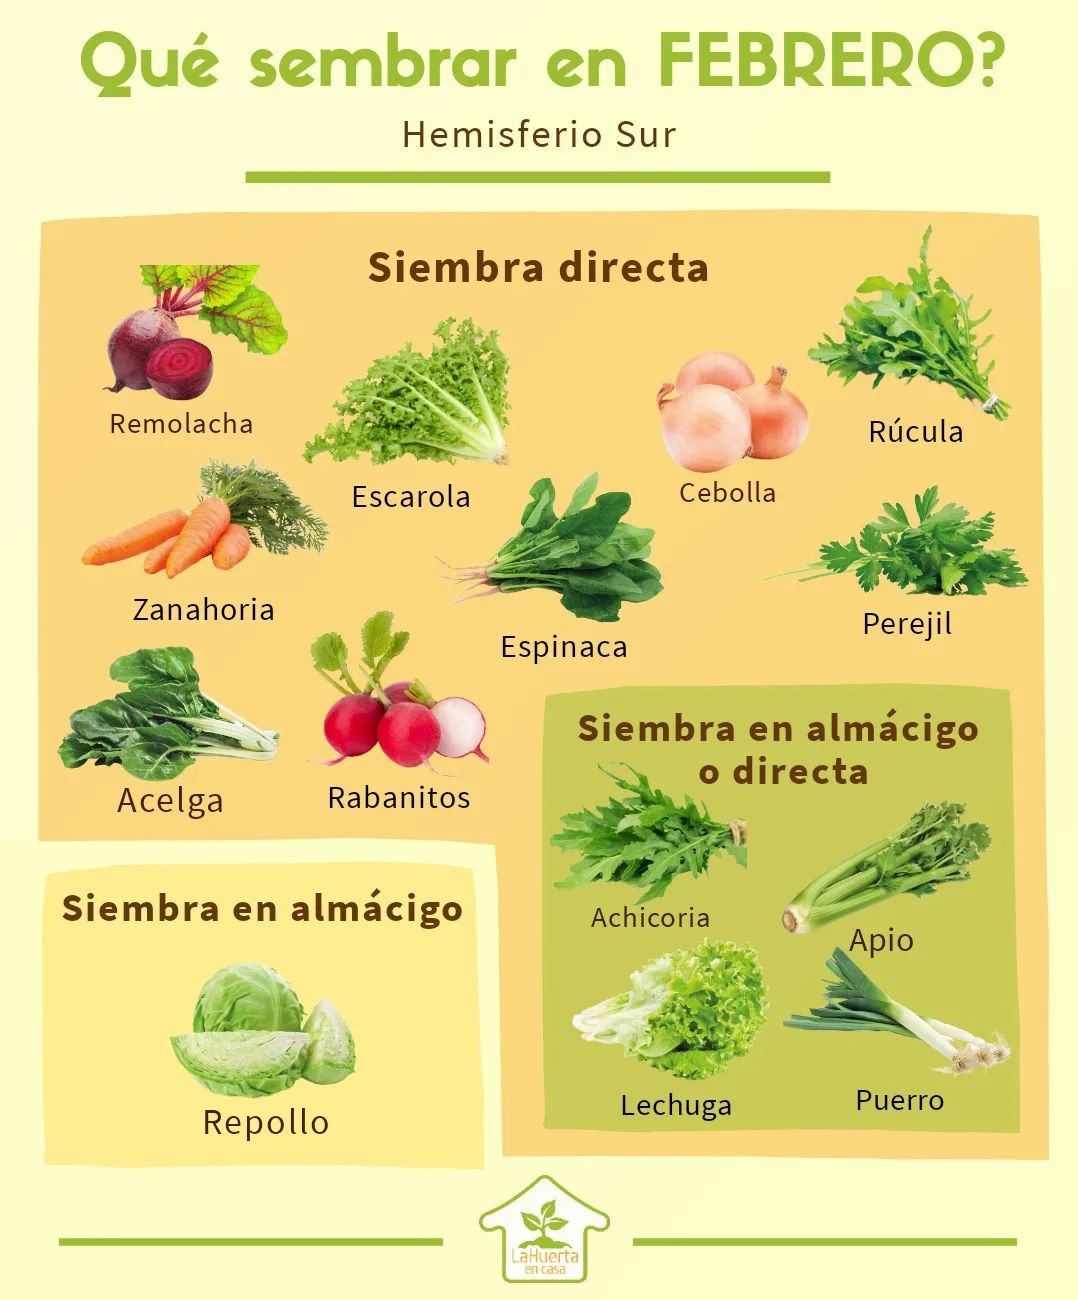 Qué sembrar en FEBRERO?
Hemisferio Sur
Siembra directa
Remolacha
Escarola
Cebolla
Rúcula
Zanahoria
Espinaca
Perejil
Acelga
Rabanitos
Siembra en almácigo
o directa
Achicoria
Apio
Lechuga
Puerro
Siembra en almácigo
Repollo
LaHuerta
en casa